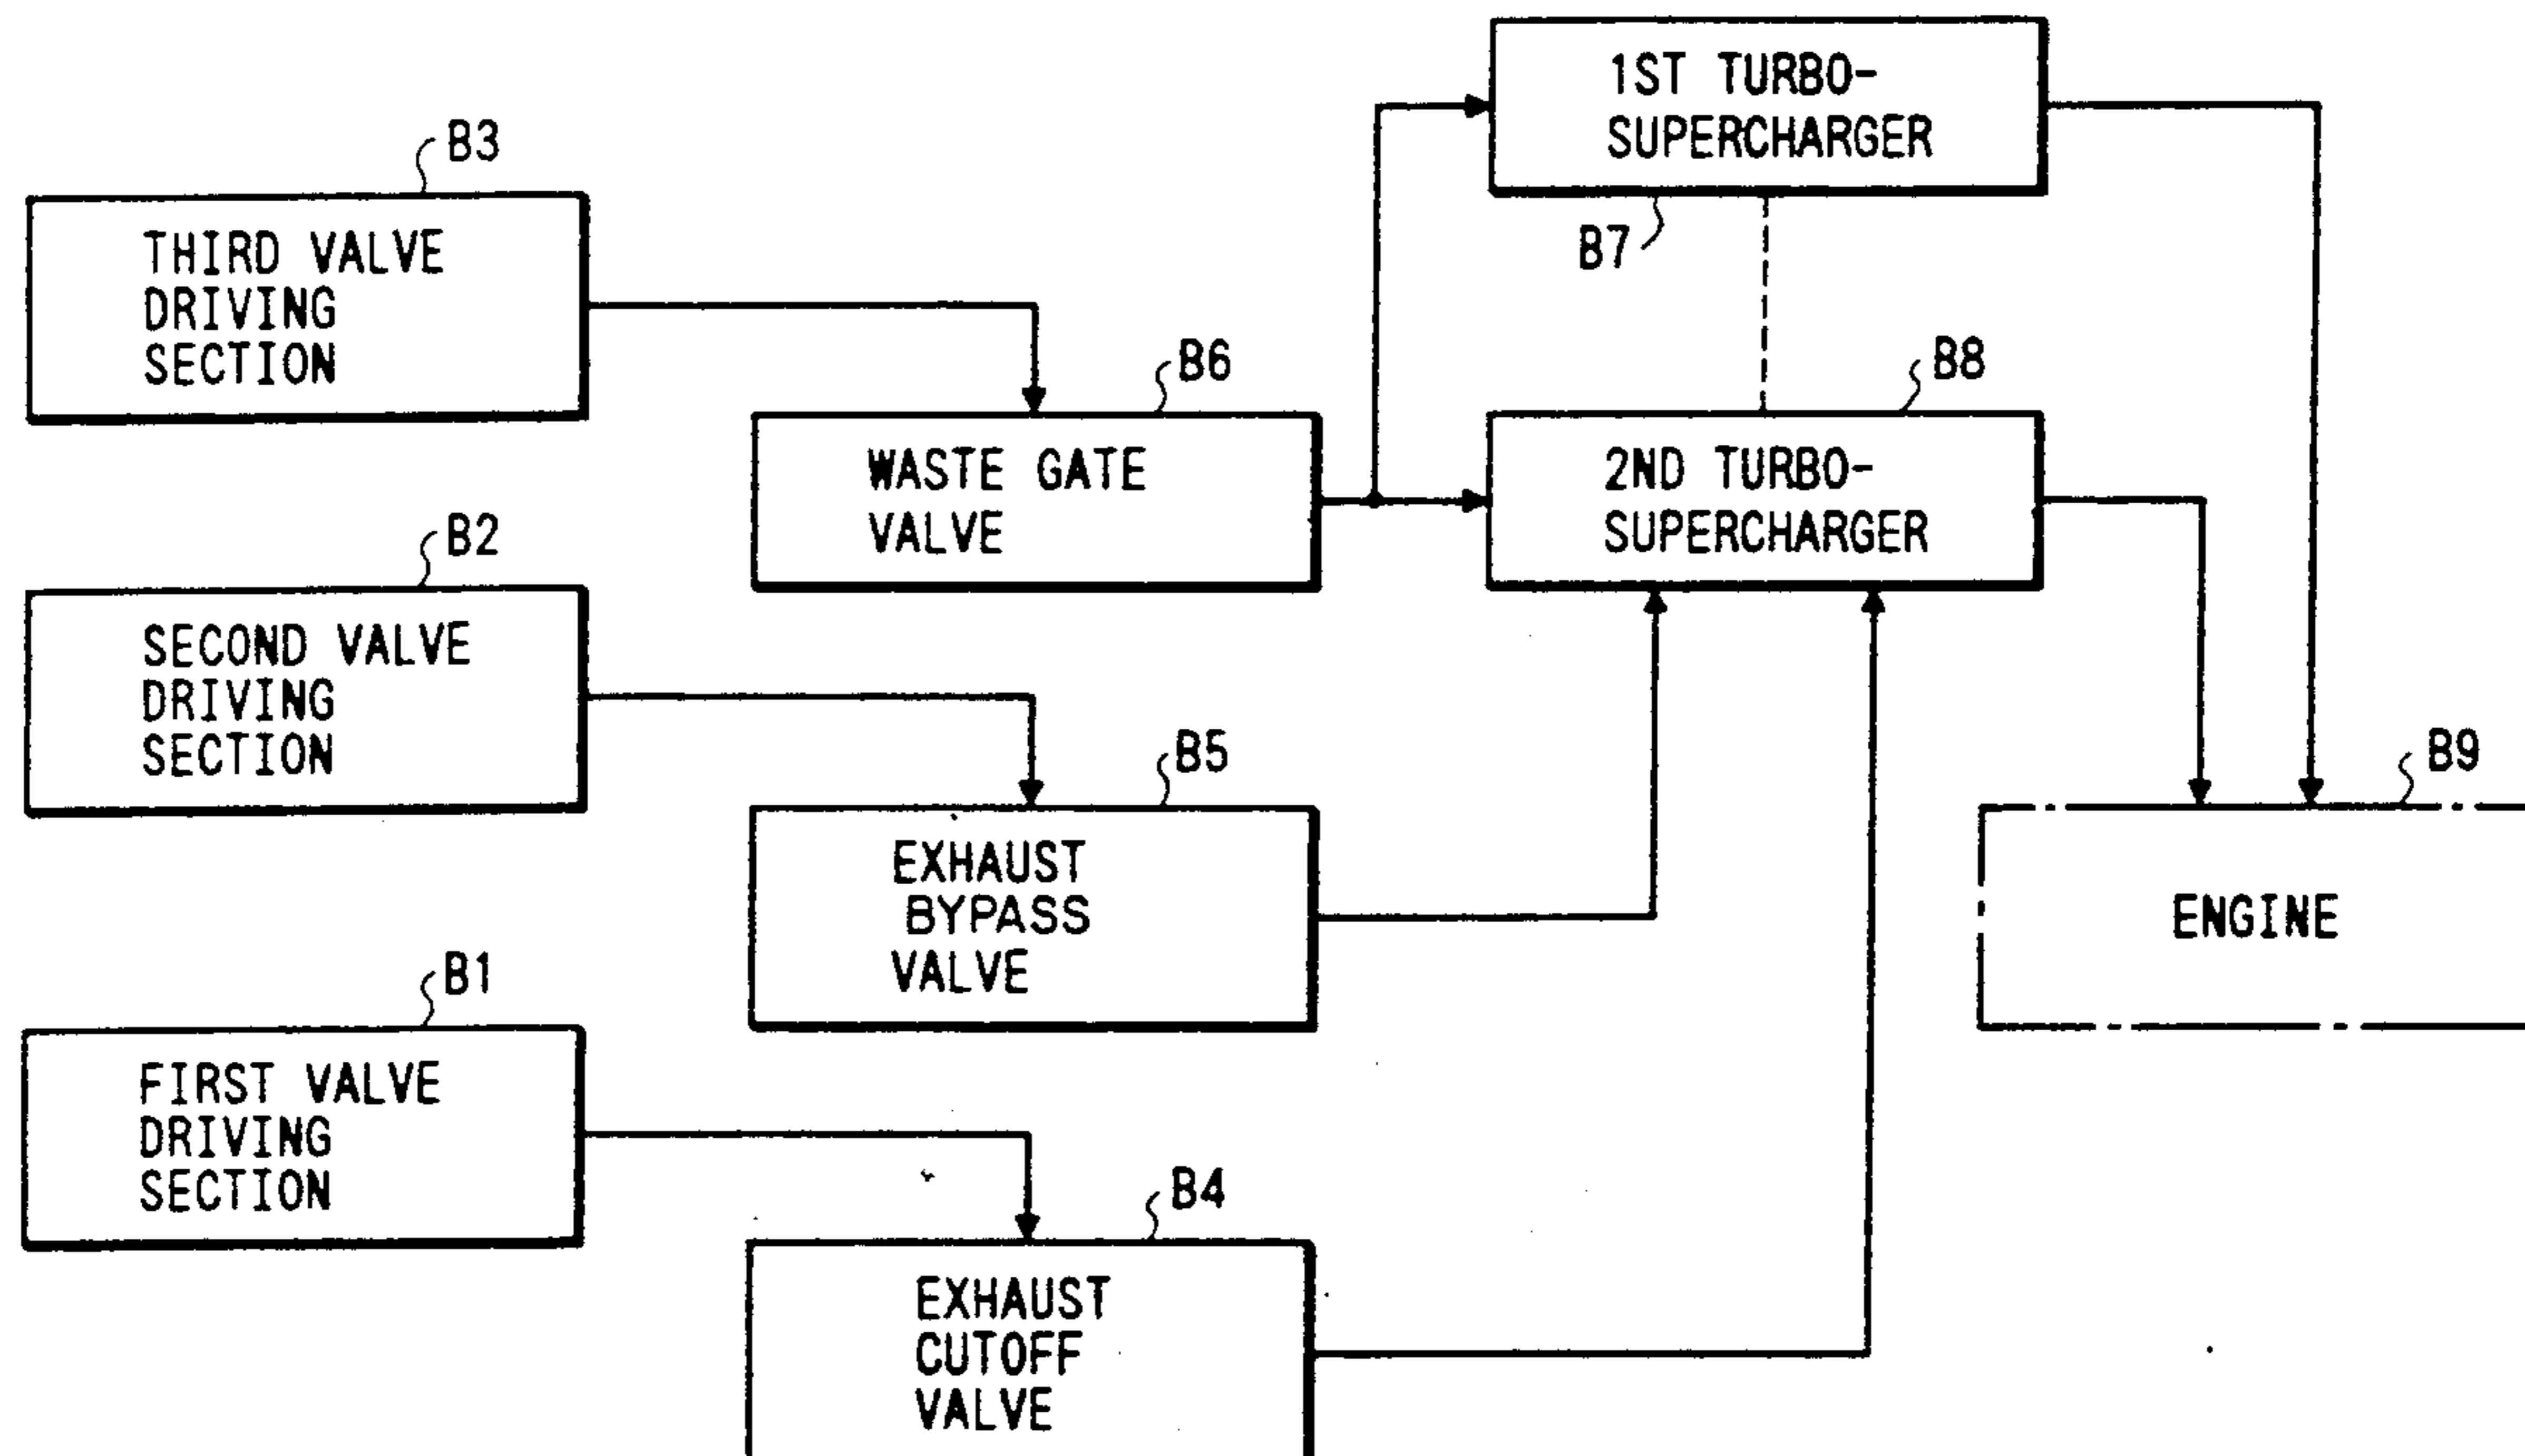 1ST TURBO-
SUPERCHARGER
B7
B3
THIRD VALVE
DRIVING
SECTION
B6
WASTE GATE
VALVE
B8
2ND TURBO-
SUPERCHARGER
B2
SECOND VALVE
DRIVING
SECTION
B5
EXHAUST
BYPASS
VALVE
B9
ENGINE
B1
FIRST VALVE
DRIVING
SECTION
B4
EXHAUST
CUTOFF
VALVE